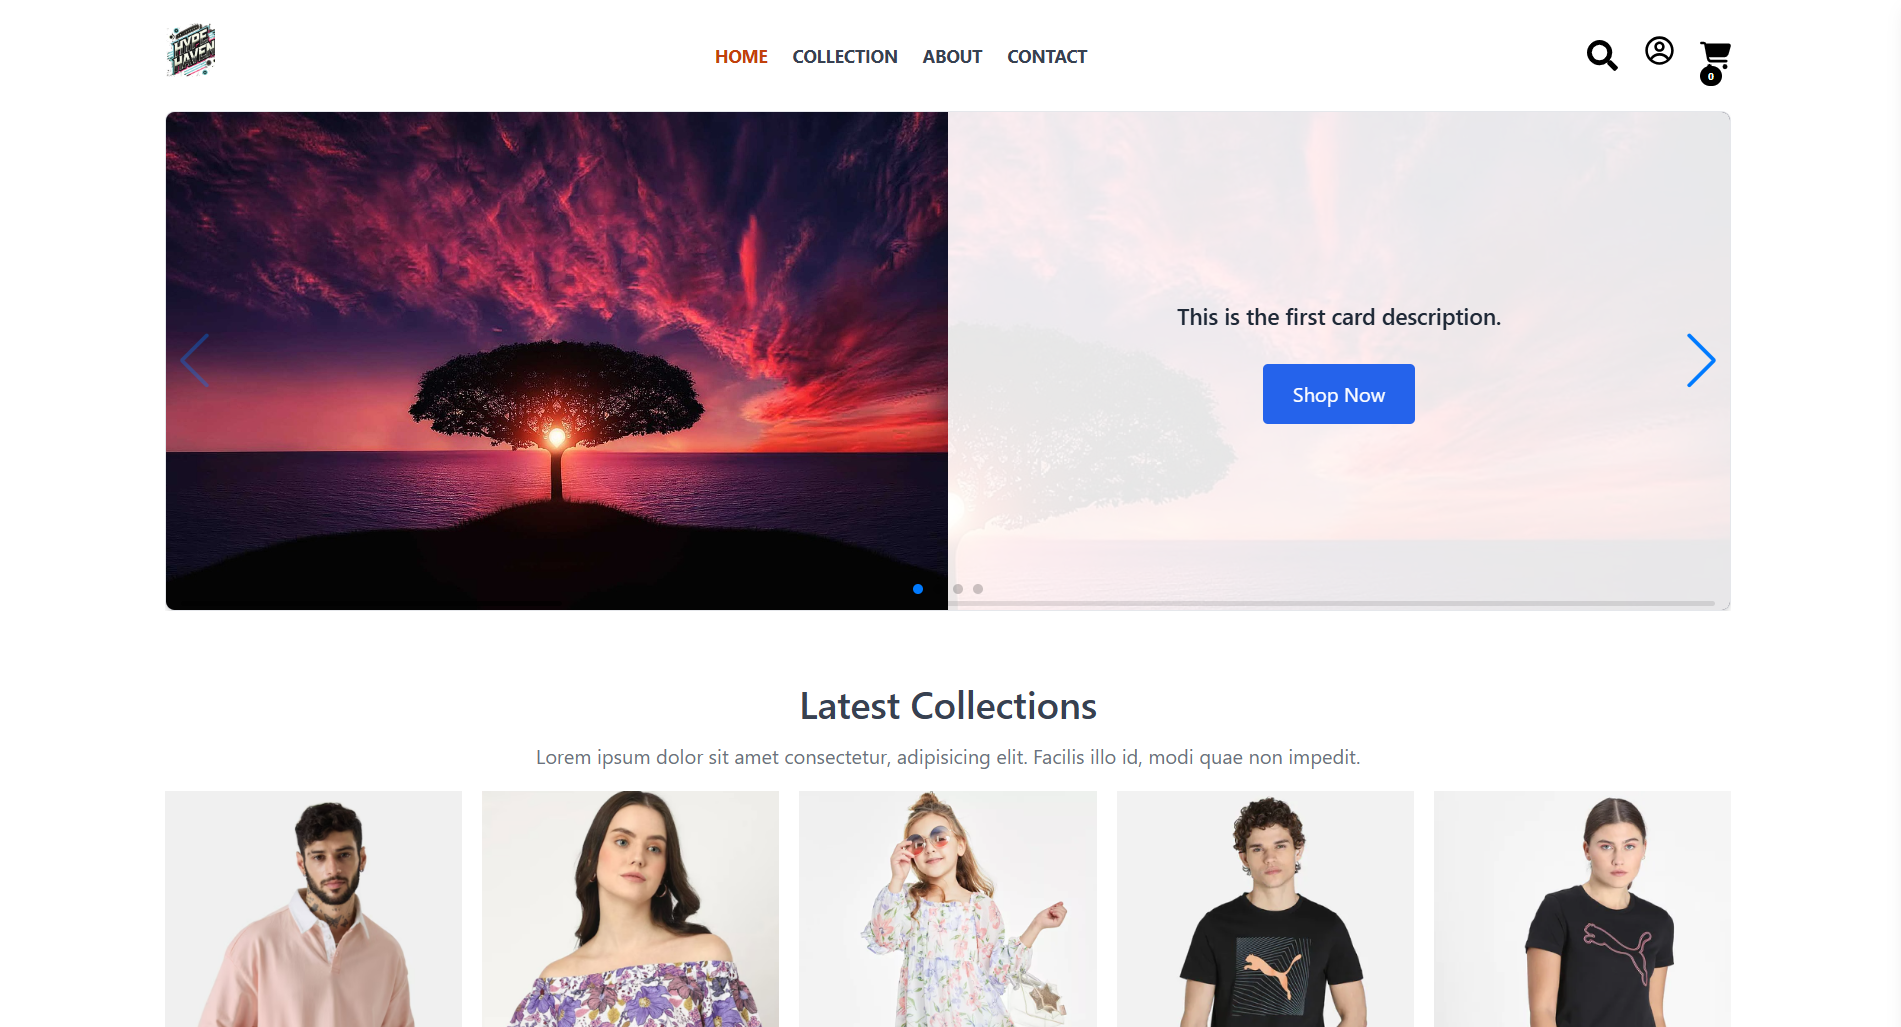 HYPE
HAVEN
HOME COLLECTION ABOUT CONTACT
0
This is the first card description.
Shop Now
Latest Collections
Lorem ipsum dolor sit amet consectetur, adipisicing elit. Facilis illo id, modi quae non impedit.